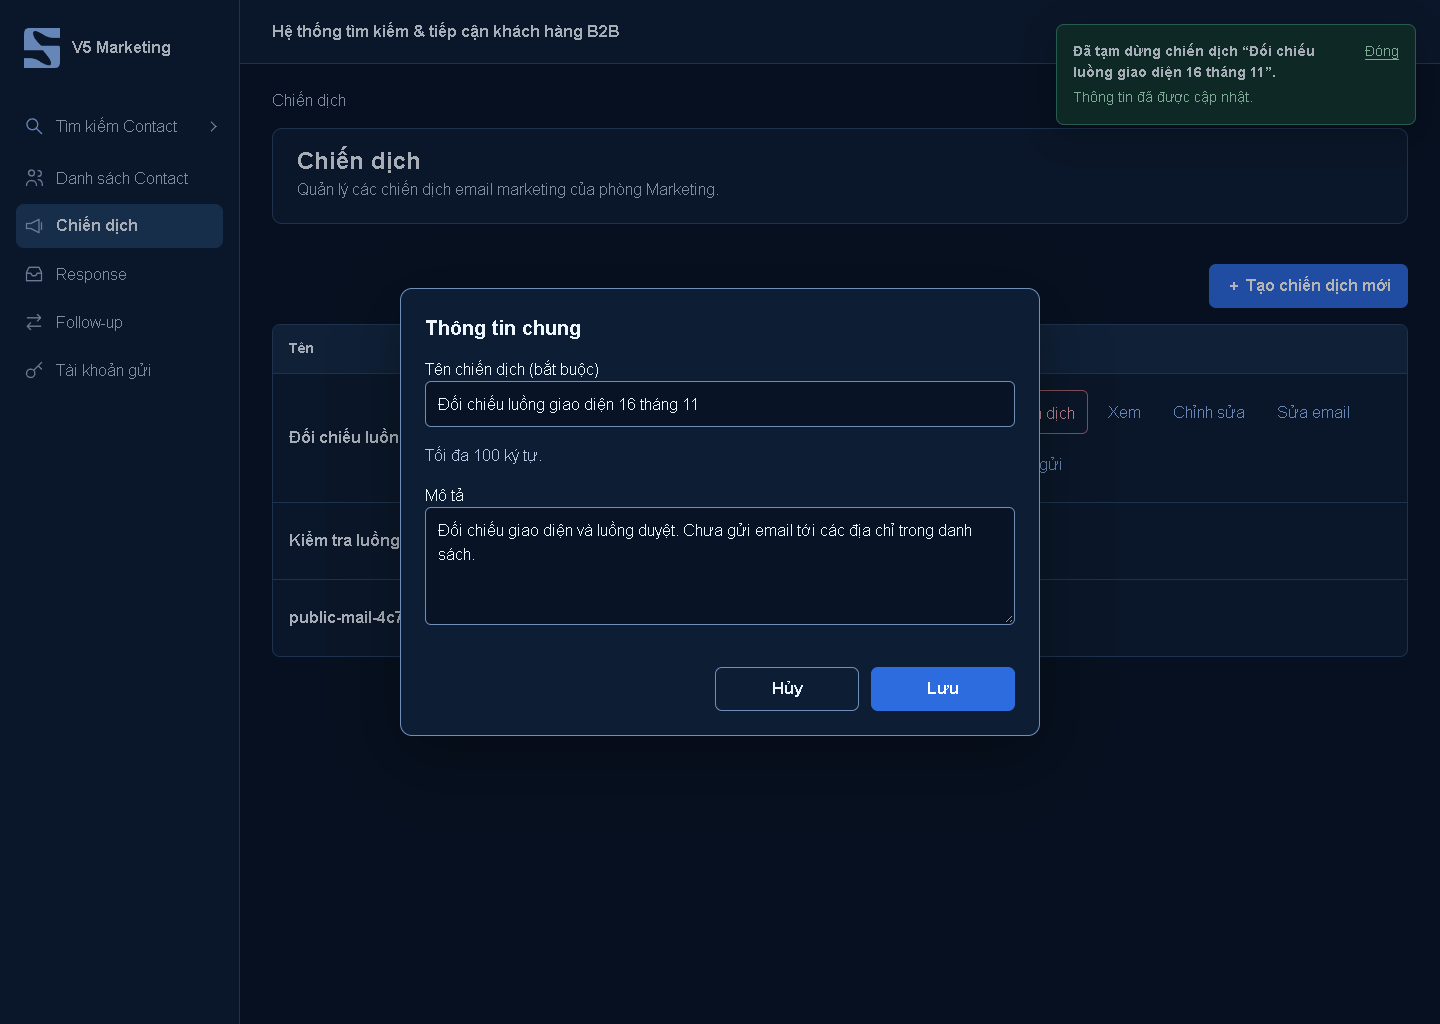 V5 Marketing
Tìm kiếm Contact
Danh sách Contact
Chiến dịch
Response
Follow-up
Tài khoản gửi
Hệ thống tìm kiếm & tiếp cận khách hàng B2B
Đã tạm dừng chiến dịch “Đối chiếu
luồng giao diện 16 tháng 11”.
Đóng
Thông tin đã được cập nhật.
Chiến dịch
Chiến dịch
Quản lý các chiến dịch email marketing của phòng Marketing.
+ Tạo chiến dịch mới
Tên
Đối chiếu luồn
dịch
Xem
Chỉnh sửa
Sửa email
gửi
Kiểm tra luồng
public-mail-4c7
Thông tin chung
Tên chiến dịch (bắt buộc)
Đối chiếu luồng giao diện 16 tháng 11
Tối đa 100 ký tự.
Mô tả
Đối chiếu giao diện và luồng duyệt. Chưa gửi email tới các địa chỉ trong danh
sách.
Hủy
Lưu